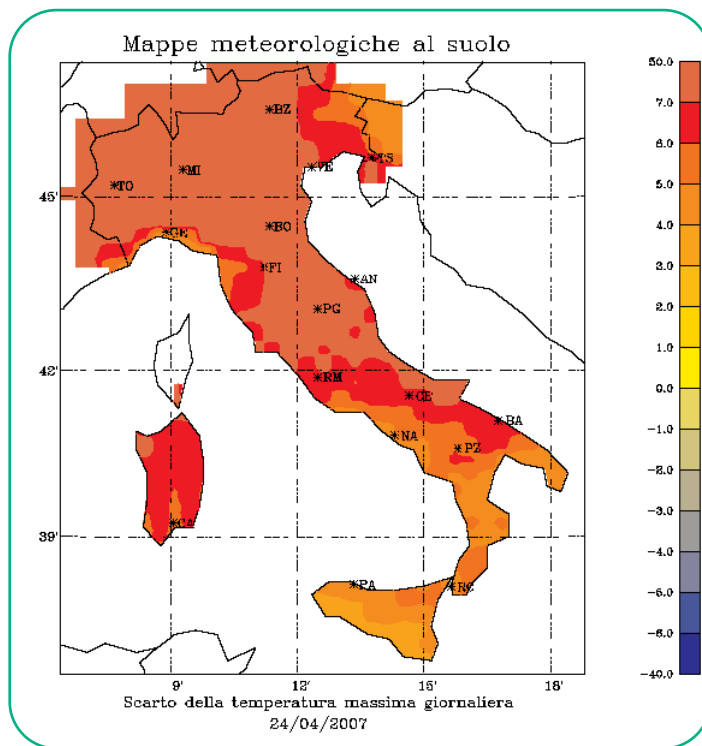 Mappe meteorologiche al suolo
50.0
7.0
6.0
5.0
4.0
3.0
2.0
1.0
0.0
-1.0
-2.0
-3.0
-4.0
-5.0
-6.0
-40.0
BZ
TS
VE
MI
TO
45'
GE
BO
FI
AN
PG
42'
RM
CE
BA
NA
PZ
39'
CA
PA
RC
9'
12'
15'
18'
Scarto della temperatura massima giornaliera
24/04/2007